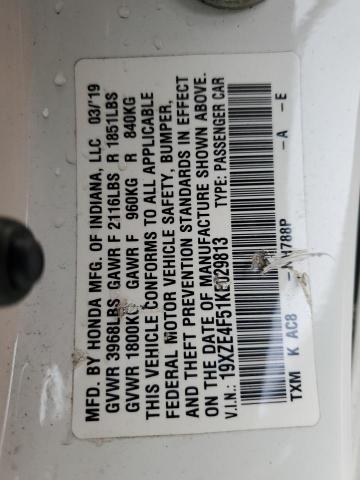 MFD. BY HONDA MFG. OF INDIANA, LLC 03/'19
GVWR 3968LBS GAWR F 2116LBS R 1851LBS
GVWR 1800KG GAWR F 960KG R 840KG
THIS VEHICLE CONFORMS TO ALL APPLICABLE
FEDERAL MOTOR VEHICLE SAFETY, BUMPER,
AND THEFT PREVENTION STANDARDS IN EFFECT
ON THE DATE OF MANUFACTURE SHOWN ABOVE.
V.I.N.: 19XZE4F51KE029813 TYPE: PASSENGER CAR
TXM K AC8 -A -E